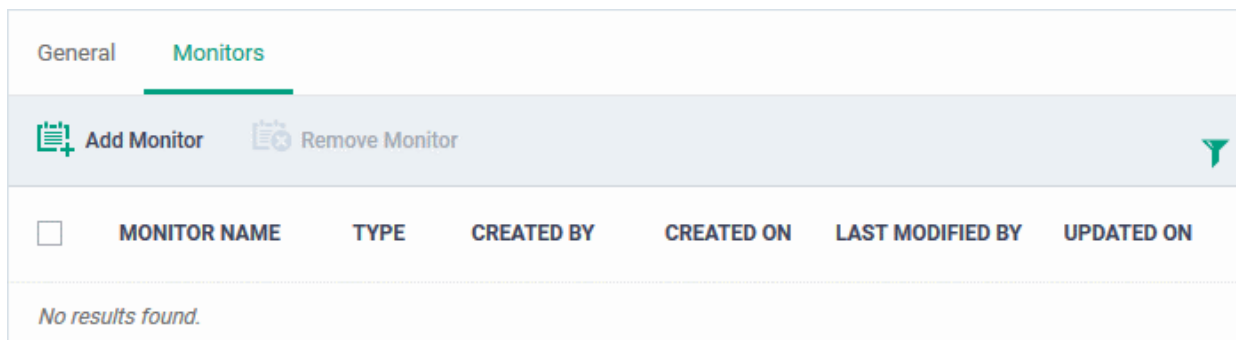 General Monitors
Add Monitor Remove Monitor
MONITOR NAME TYPE CREATED BY CREATED ON LAST MODIFIED BY UPDATED ON
No results found.